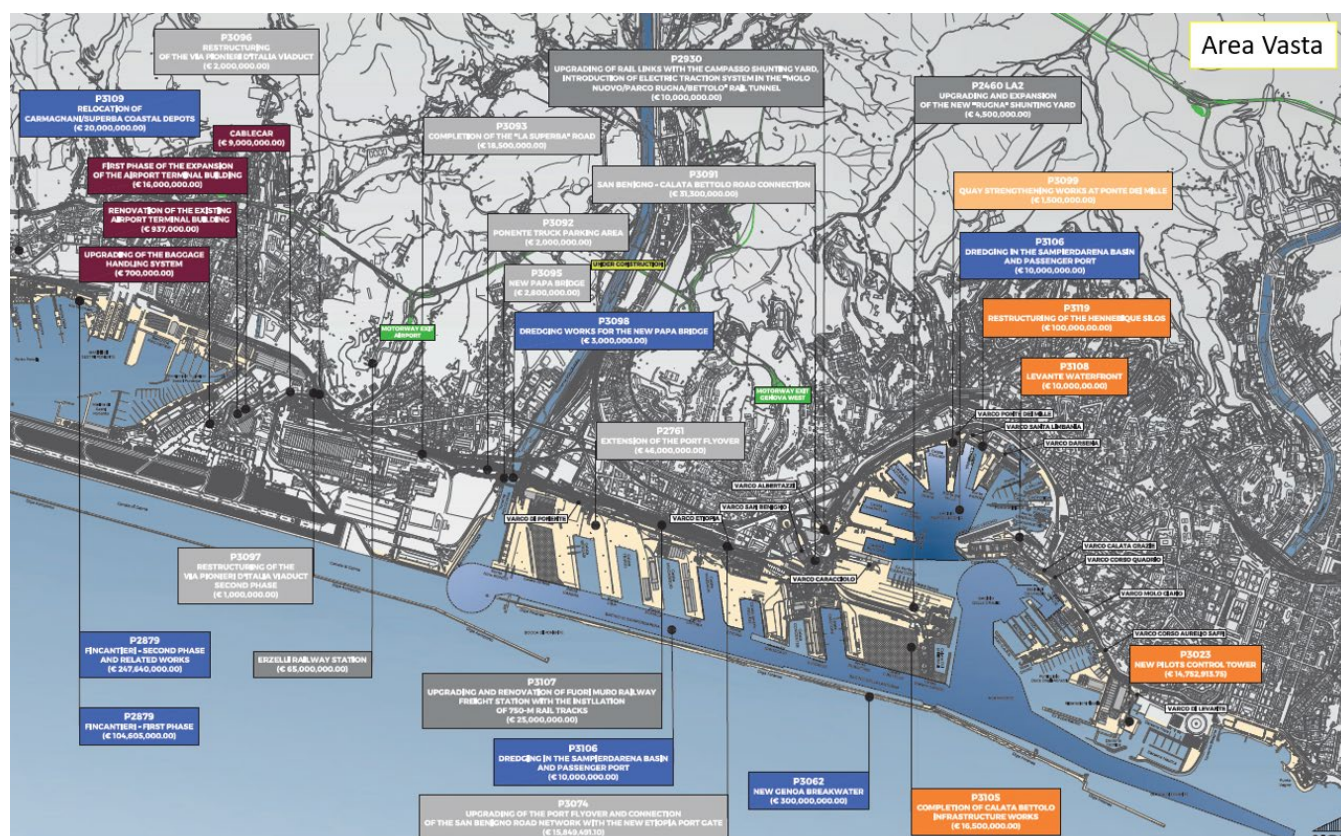 Area Vasta
P3096
RESTRUCTURING
OF THE VIA PIONIERI D'ITALIA VIADUCT
(€ 2,000,000.00)
P2930
UPGRADING OF RAIL LINKS WITH THE CAMPASSO SHUNTING YARD,
INTRODUCTION OF ELECTRIC TRACTION SYSTEM IN THE "MOLO
NUOVO/PARCO RUGNA/BETTOLO" RAIL TUNNEL
(€ 10,000,000.00)
P2460 LA2
UPGRADING AND EXPANSION
OF THE NEW "RUGNA" SHUNTING YARD
(€ 4,500,000.00)
P3109
RELOCATION OF
CARMAGNANI/SUPERBA COASTAL DEPOTS
(€ 20,000,000.00)
CABLECAR
(€ 9,000,000.00)
P3093
COMPLETION OF THE "LA SUPERBA" ROAD
(€ 18,500,000.00)
FIRST PHASE OF THE EXPANSION
OF THE AIRPORT TERMINAL BUILDING
(€ 16,000,000.00)
P3091
SAN BENIGNO - CALATA BETTOLO ROAD CONNECTION
(€ 31,300,000.00)
P3099
QUAY STRENGTHENING WORKS AT PONTE DEI MILLE
(€ 1,500,000.00)
RENOVATION OF THE EXISTING
AIRPORT TERMINAL BUILDING
(€ 937,000.00)
P3092
PONENTE TRUCK PARKING AREA
(€ 2,000,000.00)
P3106
DREDGING IN THE SAMPIERDARENA BASIN
AND PASSENGER PORT
(€ 10,000,000.00)
UPGRADING OF THE BAGGAGE
HANDLING SYSTEM
(€ 700,000.00)
P3095
NEW PAPA BRIDGE
(€ 2,800,000.00)
UNDER CONSTRUCTION
P3119
RESTRUCTURING OF THE HENNEBIQUE SILOS
(€ 100,000,00.00)
MOTORWAY EXIT
AIRPORT
P3098
DREDGING WORKS FOR THE NEW PAPA BRIDGE
(€ 3,000,000.00)
P3108
LEVANTE WATERFRONT
(€ 10,000,00.00)
MOTORWAY EXIT
GENOVA WEST
VARCO PONTE DEI MILLE
VARCO SANTA LIMBANIA
VARCO DARSENA
P2761
EXTENSION OF THE PORT FLYOVER
(€ 46,000,000.00)
VARCO ALBERTAZZI
VARCO SAN BENIGNO
VARCO DI PONENTE
VARCO ETIOPIA
VARCO CALATA GRAZIE
VARCO CORSO QUADRIO
VARCO CARACCIOLO
VARCO MOLO GIANO
P3097
RESTRUCTURING OF THE
VIA PIONIERI D'ITALIA VIADUCT
SECOND PHASE
(€ 1,000,000.00)
VARCO CORSO AURELIO SAFFI
P2879
FINCANTIERI - SECOND PHASE
AND RELATED WORKS
(€ 247,640,000.00)
ERZELLI RAILWAY STATION
(€ 65,000,000.00)
P3023
NEW PILOTS CONTROL TOWER
(€ 14,752,913.75)
P3107
UPGRADING AND RENOVATION OF FUORI MURO RAILWAY
FREIGHT STATION WITH THE INSTLLATION
OF 750-M RAIL TRACKS
(€ 25,000,000.00)
VARCO DI LEVANTE
P2879
FINCANTIERI - FIRST PHASE
(€ 104,605,000.00)
P3106
DREDGING IN THE SAMPIERDARENA BASIN
AND PASSENGER PORT
(€ 10,000,000.00)
P3062
NEW GENOA BREAKWATER
(€ 300,000,000.00)
P3074
UPGRADING OF THE PORT FLYOVER AND CONNECTION
OF THE SAN BENIGNO ROAD NETWORK WITH THE NEW ETIOPIA PORT GATE
(€ 15,849,491.10)
P3105
COMPLETION OF CALATA BETTOLO
INFRASTRUCTURE WORKS
(€ 16,500,000.00)